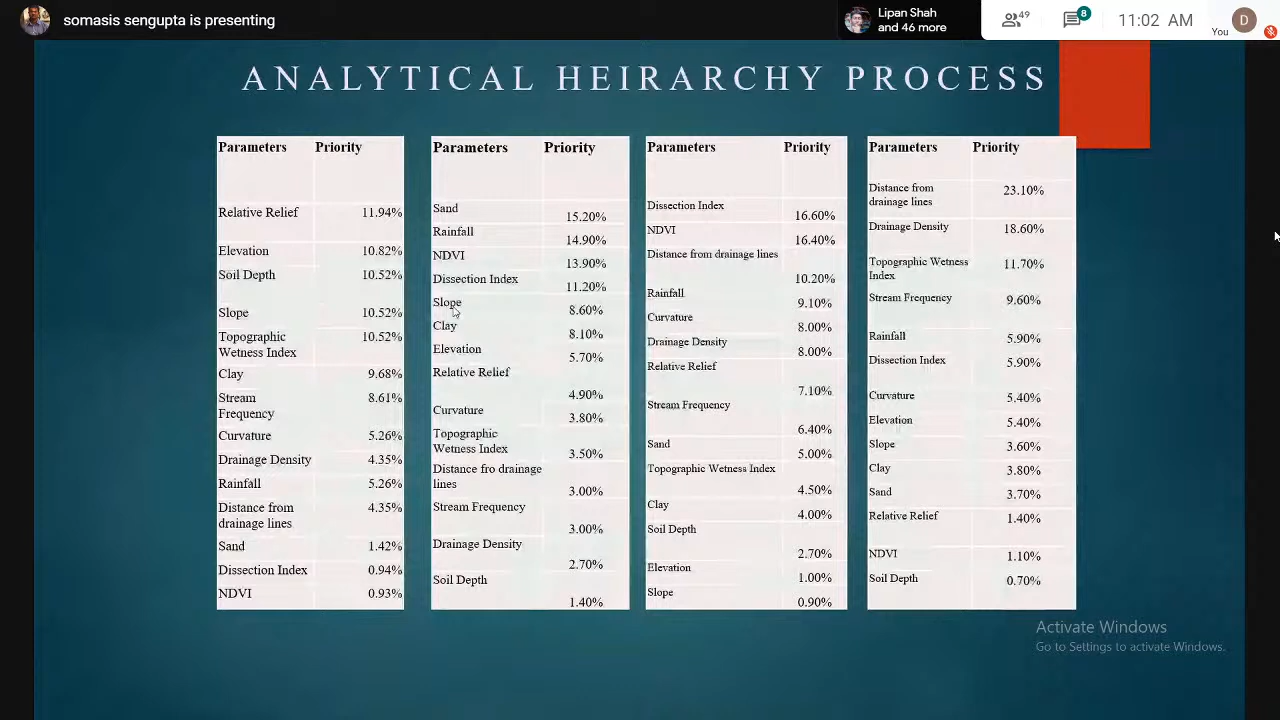 somasis sengupta is presenting
Lipan Shah
and 46 more
49
8
11:02 AM
You
D
ANALYTICAL HEIRARCHY PROCESS
Parameters Priority
Relative Relief 11.94%
Elevation 10.82%
Soil Depth 10.52%
Slope 10.52%
Topographic 10.52%
Wetness Index
Clay 9.68%
Stream 8.61%
Frequency
Curvature 5.26%
Drainage Density 4.35%
Rainfall 5.26%
Distance from 4.35%
drainage lines
Sand 1.42%
Dissection Index 0.94%
NDVI 0.93%
Parameters Priority
Sand 15.20%
Rainfall 14.90%
NDVI 13.90%
Dissection Index 11.20%
Slope 8.60%
Clay 8.10%
Elevation 5.70%
Relative Relief 4.90%
Curvature 3.80%
Topographic
Wetness Index 3.50%
Distance fro drainage
lines 3.00%
Stream Frequency 3.00%
Drainage Density 2.70%
Soil Depth 1.40%
Parameters Priority
Dissection Index 16.60%
NDVI 16.40%
Distance from drainage lines 10.20%
Rainfall 9.10%
Curvature 8.00%
Drainage Density 8.00%
Relative Relief 7.10%
Stream Frequency 6.40%
Sand 5.00%
Topographic Wetness Index 4.50%
Clay 4.00%
Soil Depth 2.70%
Elevation 1.00%
Slope 0.90%
Parameters Priority
Distance from 23.10%
drainage lines
Drainage Density 18.60%
Topographic Wetness 11.70%
Index
Stream Frequency 9.60%
Rainfall 5.90%
Dissection Index 5.90%
Curvature 5.40%
Elevation 5.40%
Slope 3.60%
Clay 3.80%
Sand 3.70%
Relative Relief 1.40%
NDVI 1.10%
Soil Depth 0.70%
Activate Windows
Go to Settings to activate Windows.